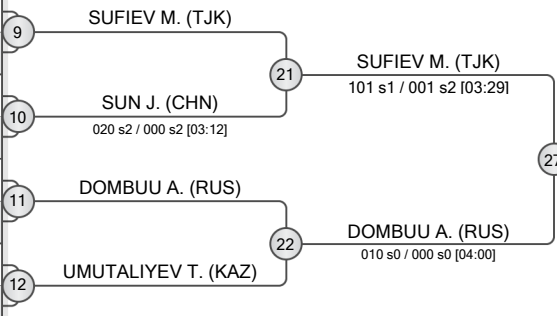 9
SUFIEV M. (TJK)
21
SUFIEV M. (TJK)
101 s1 / 001 s2 [03:29]
10
SUN J. (CHN)
020 s2 / 000 s2 [03:12]
27
11
DOMBUU A. (RUS)
22
DOMBUU A. (RUS)
010 s0 / 000 s0 [04:00]
12
UMUTALIYEV T. (KAZ)